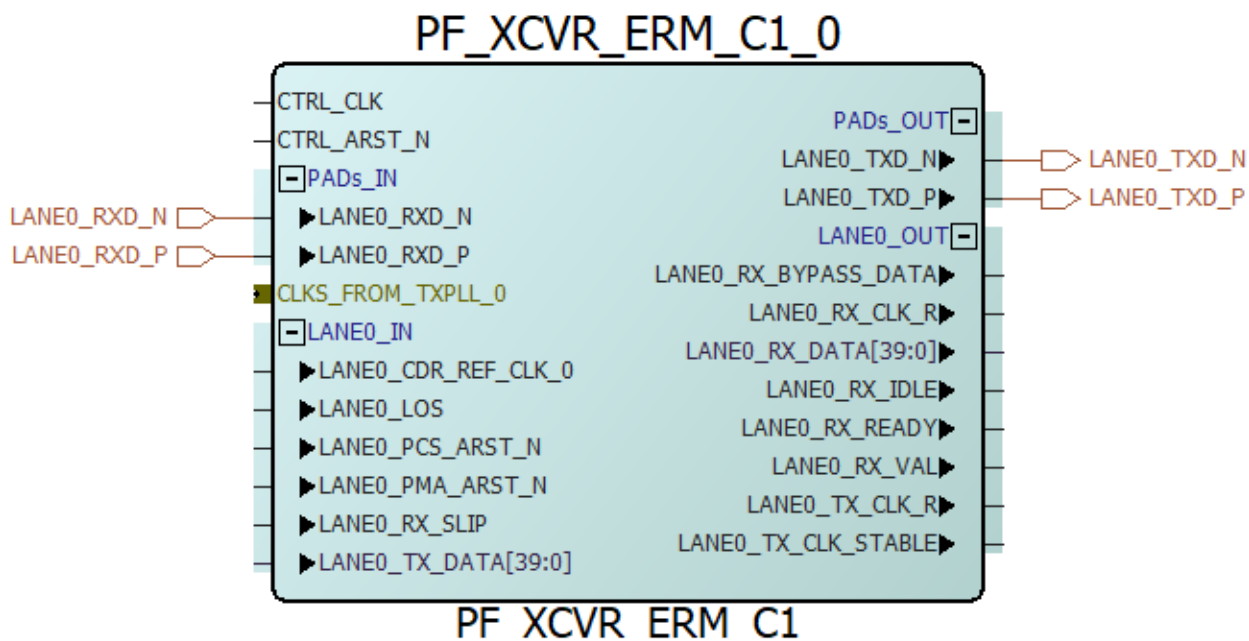 PF_XCVR_ERM_C1_0
CTRL_CLK
CTRL_ARST_N
PADs_IN
LANE0_RXD_N LANE0_RXD_N
LANE0_RXD_P LANE0_RXD_P
CLKS_FROM_TXPLL_0
LANE0_IN
LANE0_CDR_REF_CLK_0
LANE0_LOS
LANE0_PCS_ARST_N
LANE0_PMA_ARST_N
LANE0_RX_SLIP
LANE0_TX_DATA[39:0]
PADs_OUT
LANE0_TXD_N LANE0_TXD_N
LANE0_TXD_P LANE0_TXD_P
LANE0_OUT
LANE0_RX_BYPASS_DATA
LANE0_RX_CLK_R
LANE0_RX_DATA[39:0]
LANE0_RX_IDLE
LANE0_RX_READY
LANE0_RX_VAL
LANE0_TX_CLK_R
LANE0_TX_CLK_STABLE
PF_XCVR_ERM_C1